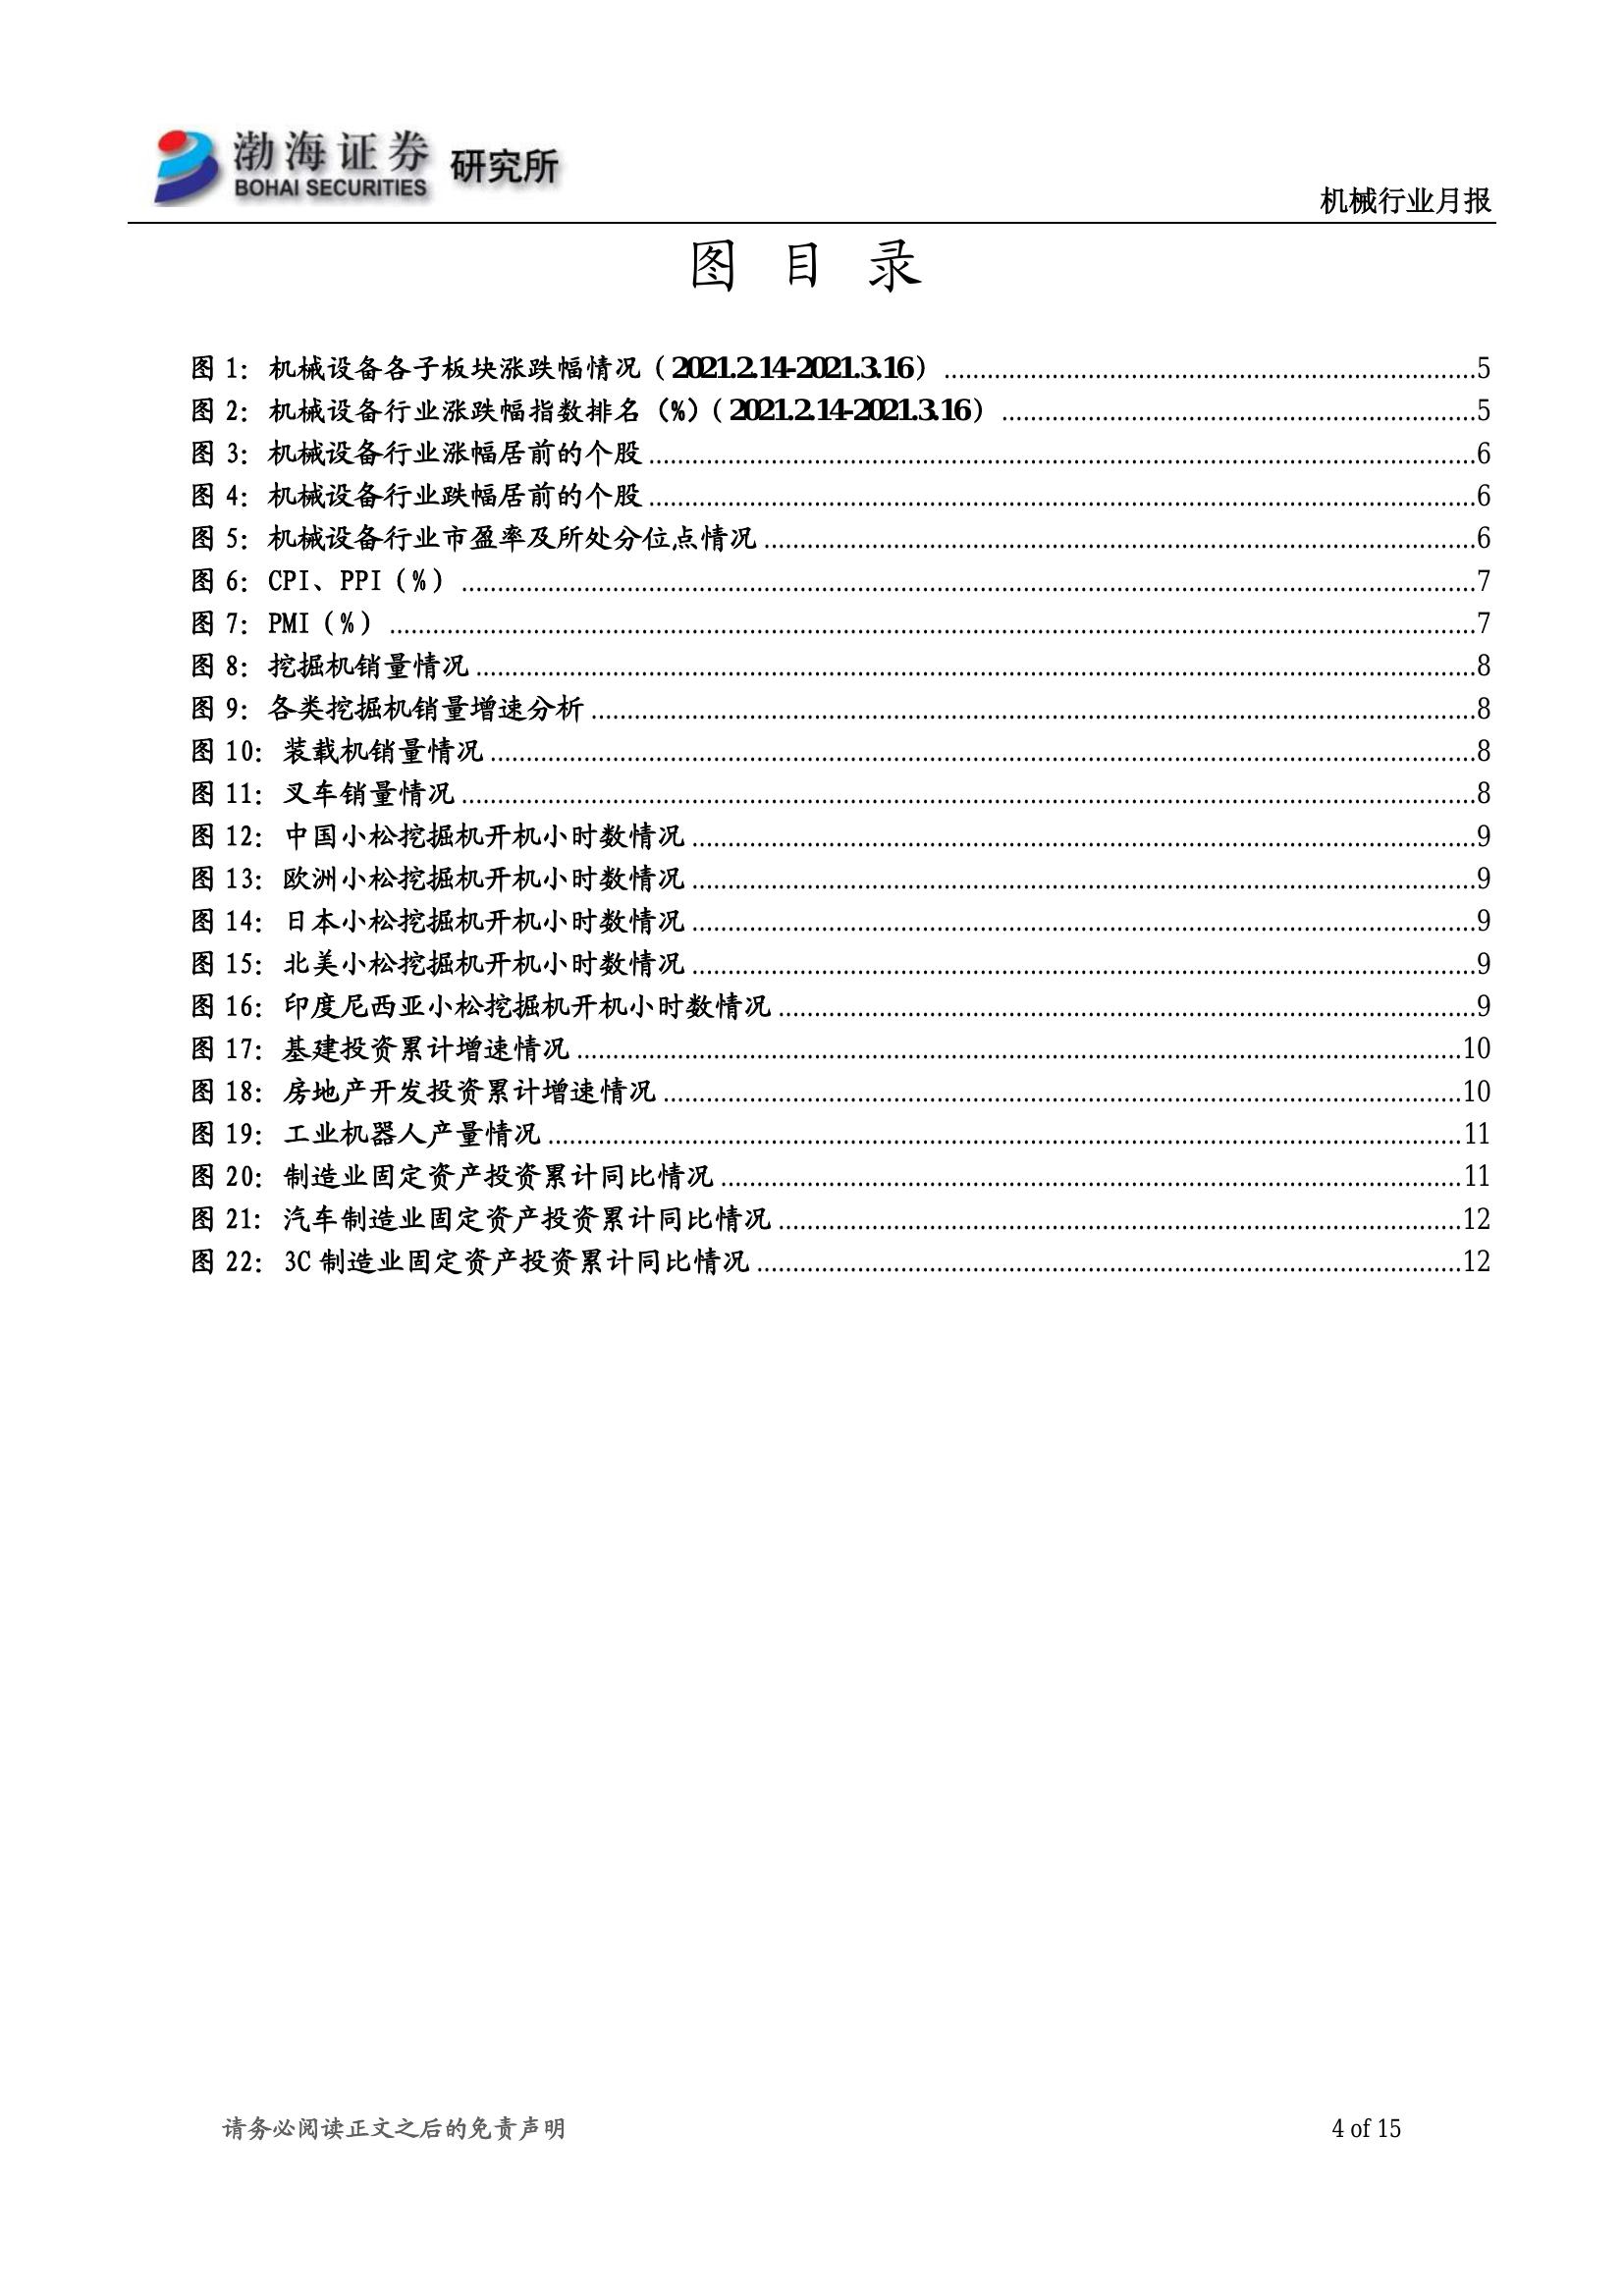 渤海证券 研究所
BOHAI SECURITIES
机械行业月报
图 目 录
图 1：机械设备各子板块涨跌幅情况（2021.2.14-2021.3.16）...5
图 2：机械设备行业涨跌幅指数排名（%）（2021.2.14-2021.3.16）...5
图 3：机械设备行业涨幅居前的个股...6
图 4：机械设备行业跌幅居前的个股...6
图 5：机械设备行业市盈率及所处分位点情况...6
图 6：CPI、PPI（%）...7
图 7：PMI（%）...7
图 8：挖掘机销量情况...8
图 9：各类挖掘机销量增速分析...8
图 10：装载机销量情况...8
图 11：叉车销量情况...8
图 12：中国小松挖掘机开机小时数情况...9
图 13：欧洲小松挖掘机开机小时数情况...9
图 14：日本小松挖掘机开机小时数情况...9
图 15：北美小松挖掘机开机小时数情况...9
图 16：印度尼西亚小松挖掘机开机小时数情况...9
图 17：基建投资累计增速情况...10
图 18：房地产开发投资累计增速情况...10
图 19：工业机器人产量情况...11
图 20：制造业固定资产投资累计同比情况...11
图 21：汽车制造业固定资产投资累计同比情况...12
图 22：3C 制造业固定资产投资累计同比情况...12
请务必阅读正文之后的免责声明
4 of 15